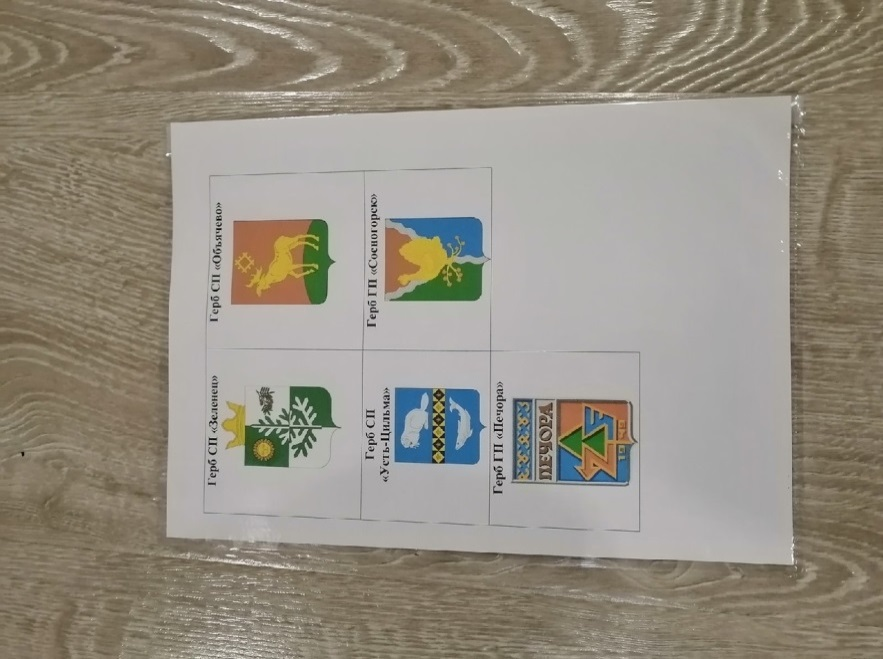 Герб СП «Зеленец»
Герб СП «Объячево»
Герб СП
«Усть-Цильма»
Герб ГП «Сосногорск»
Герб ГП «Печора»
ПЕЧОРА